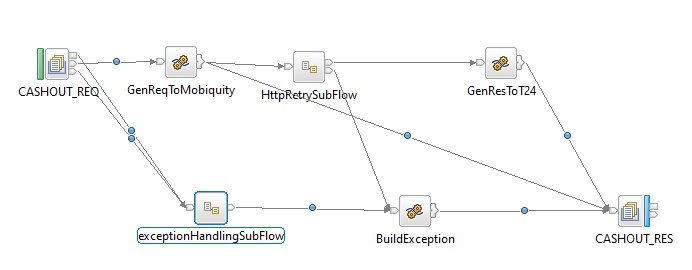 CASHOUT_REQ
GenReqToMobiquity
HttpRetrySubFlow
GenResToT24
exceptionHandlingSubFlow
BuildException
CASHOUT_RES